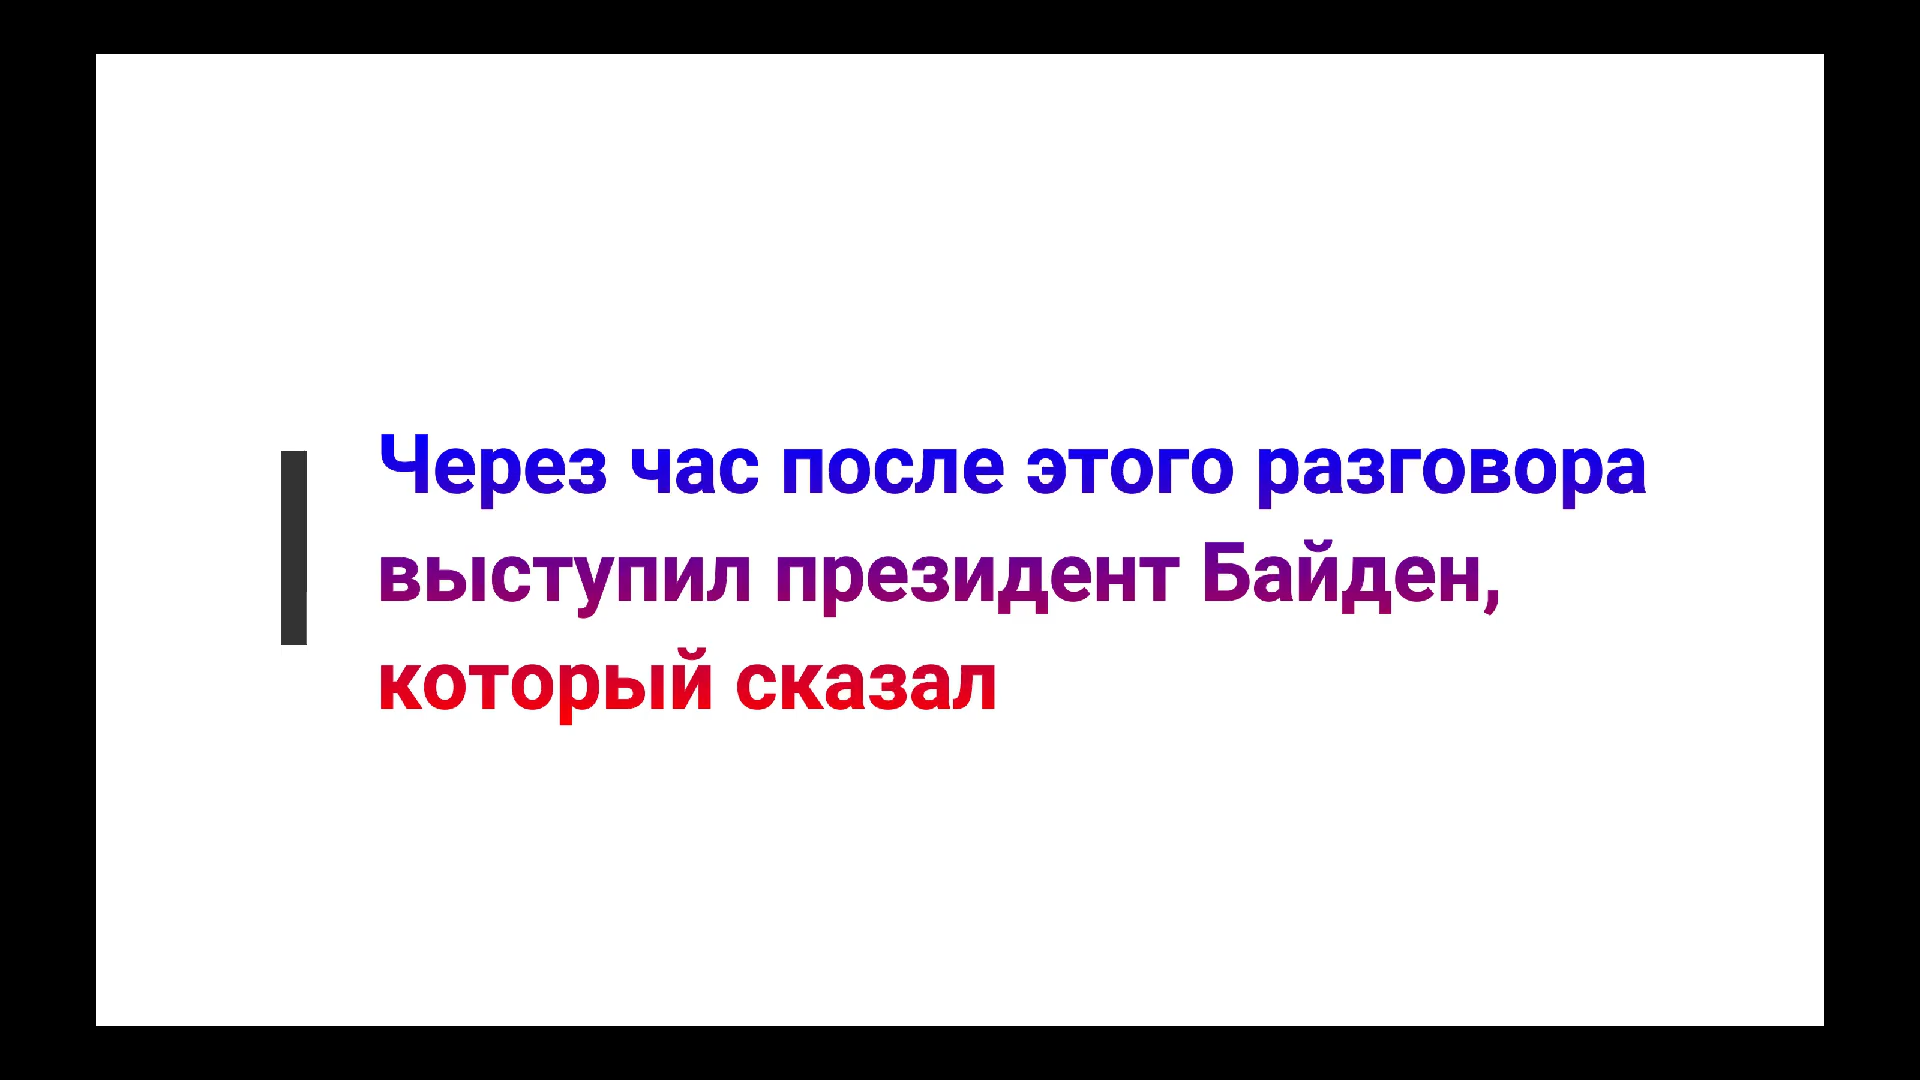 Через час после этого разговора
выступил президент Байден,
который сказал